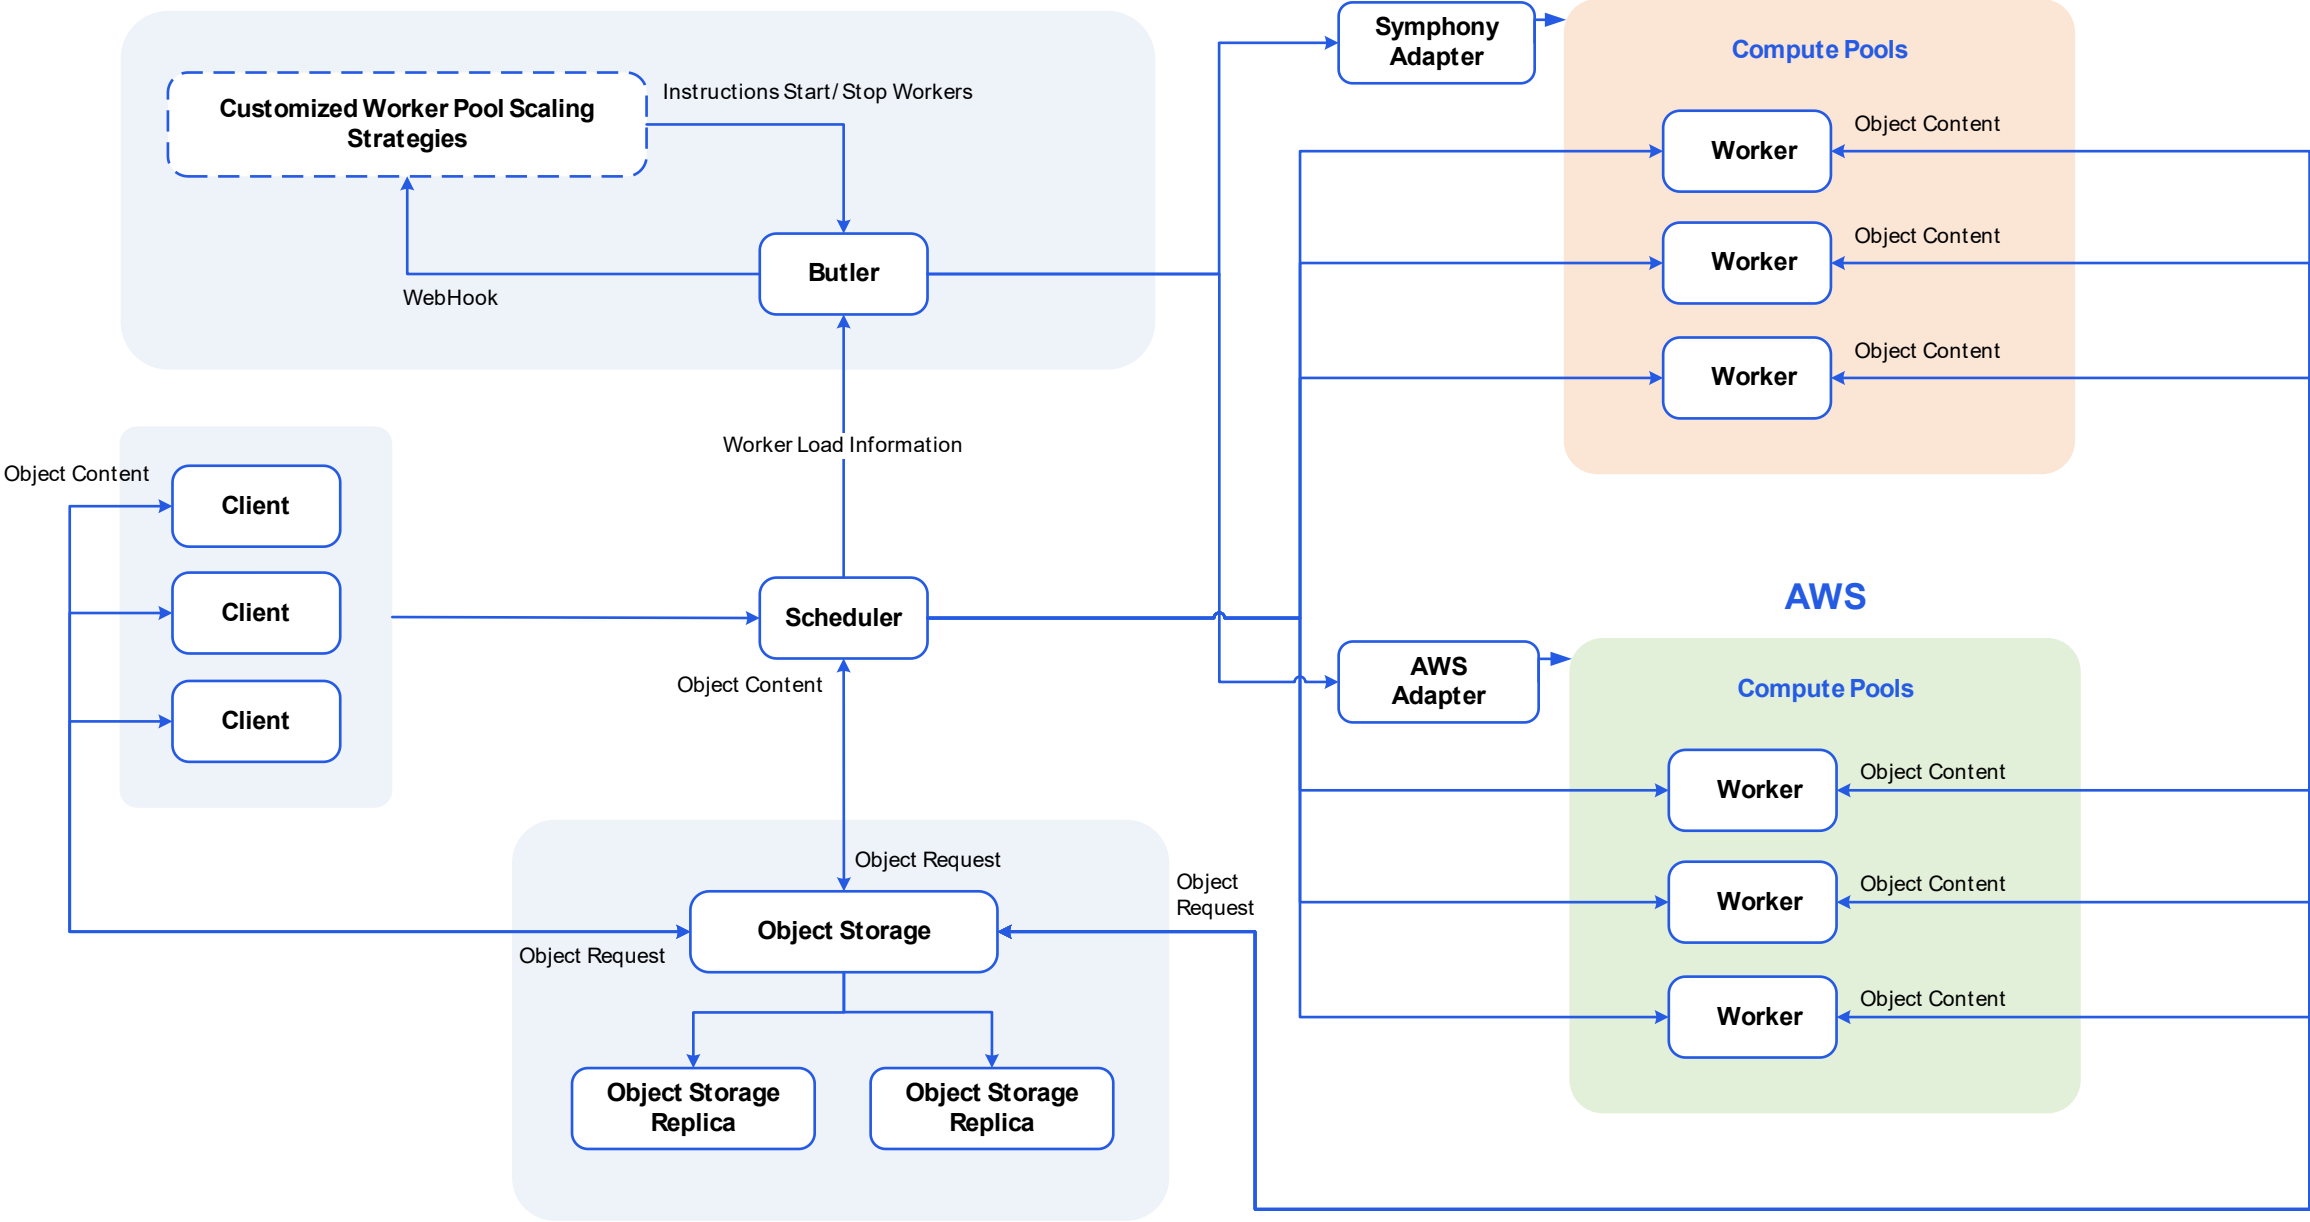 Symphony
Adapter
Compute Pools
Customized Worker Pool Scaling
Strategies
Instructions Start/ Stop Workers
Object Content
Worker
Object Content
Worker
Butler
WebHook
Object Content
Worker
Worker Load Information
Object Content
Client
Client
Client
Scheduler
Object Content
AWS
AWS
Adapter
Compute Pools
Object Content
Worker
Object Content
Worker
Object Content
Worker
Object Request
Object
Request
Object Storage
Object Request
Object Storage
Replica
Object Storage
Replica